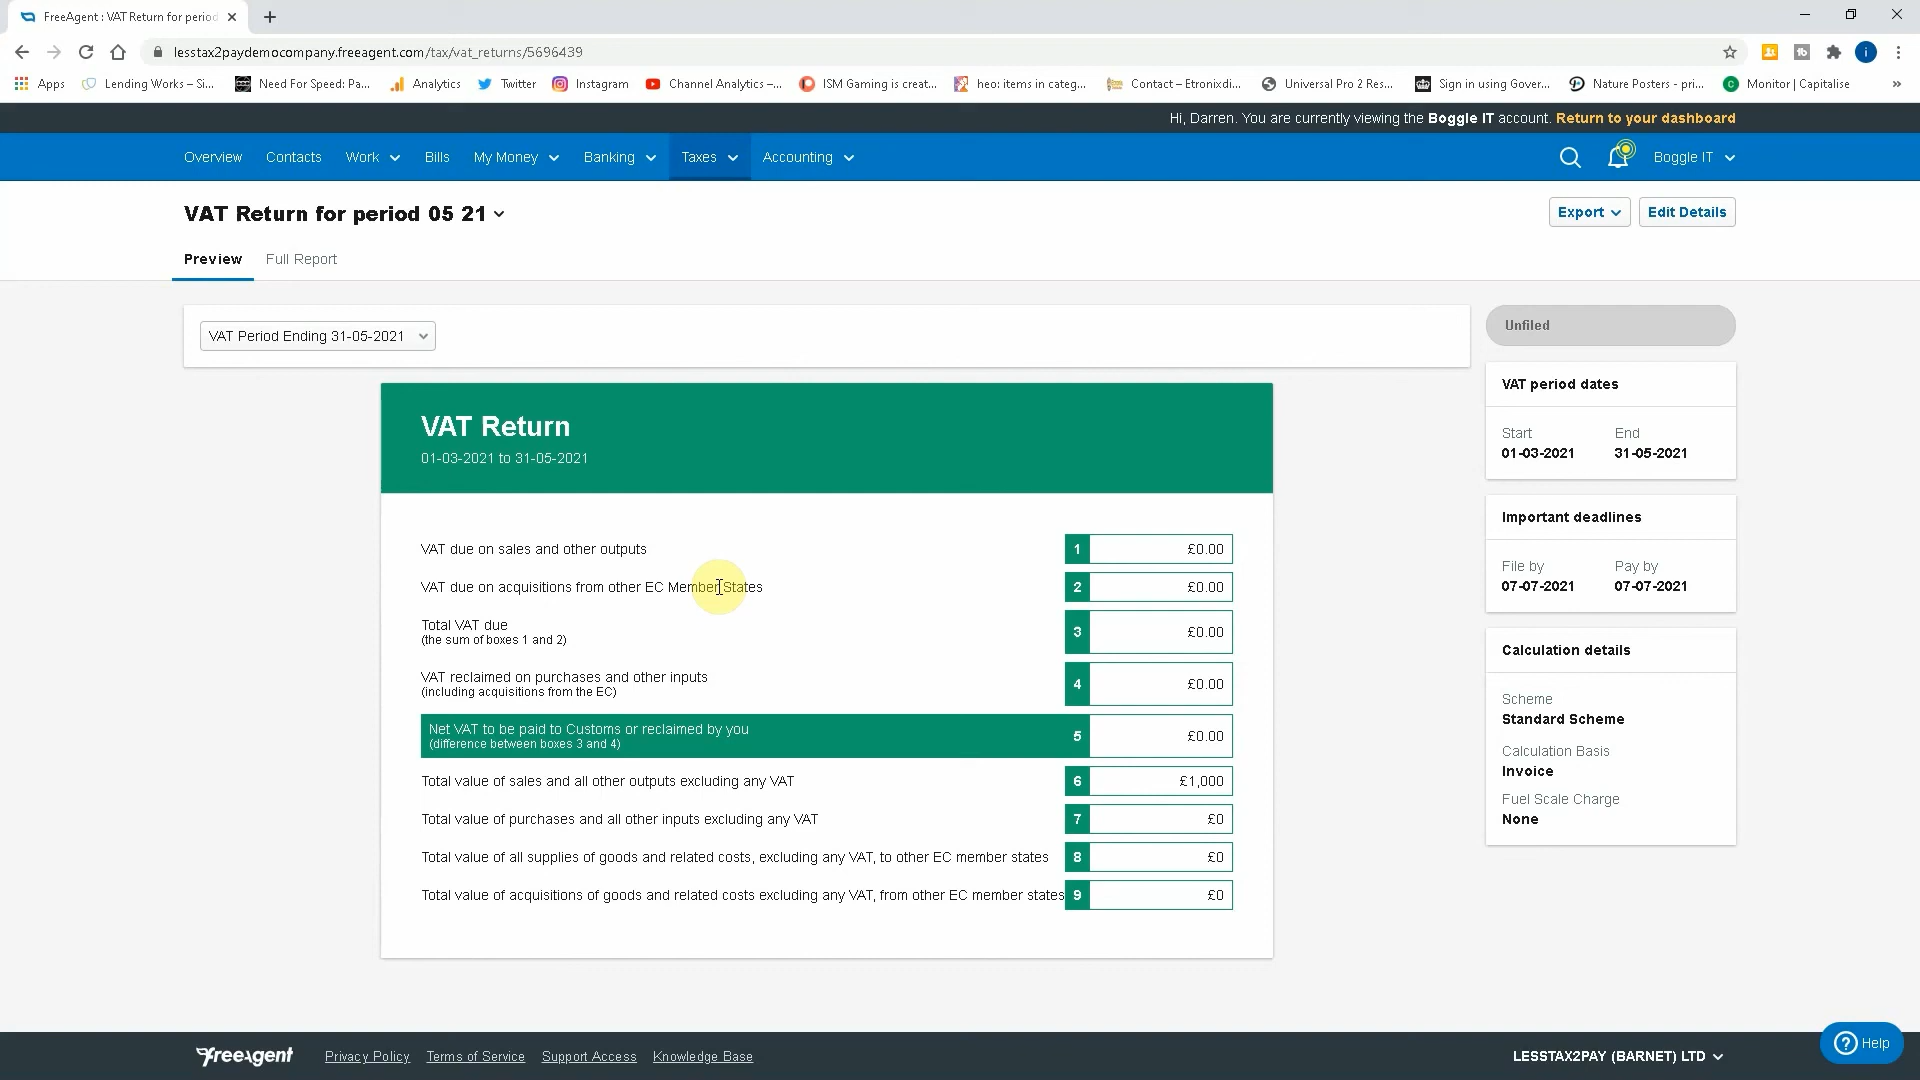 FreeAgent : VAT Return for period
lesstax2paydemocompany.freeagent.com/tax/vat_returns/5696439
Apps Lending Works – Si... Need For Speed: Pa... Analytics Twitter Instagram Channel Analytics –... ISM Gaming is creat... heo: items in categ... Contact – Etronixdi... Universal Pro 2 Res... Sign in using Gover... Nature Posters - pri... Monitor | Capitalise »
Hi, Darren. You are currently viewing the Boggle IT account. Return to your dashboard
Overview Contacts Work Bills My Money Banking Taxes Accounting Boggle IT
VAT Return for period 05 21
Export Edit Details
Preview Full Report
VAT Period Ending 31-05-2021
Unfiled
VAT Return
01-03-2021 to 31-05-2021
VAT due on sales and other outputs 1 £0.00
VAT due on acquisitions from other EC Member States 2 £0.00
Total VAT due
(the sum of boxes 1 and 2) 3 £0.00
VAT reclaimed on purchases and other inputs
(including acquisitions from the EC) 4 £0.00
Net VAT to be paid to Customs or reclaimed by you
(difference between boxes 3 and 4) 5 £0.00
Total value of sales and all other outputs excluding any VAT 6 £1,000
Total value of purchases and all other inputs excluding any VAT 7 £0
Total value of all supplies of goods and related costs, excluding any VAT, to other EC member states 8 £0
Total value of acquisitions of goods and related costs excluding any VAT, from other EC member states 9 £0
VAT period dates
Start End
01-03-2021 31-05-2021
Important deadlines
File by Pay by
07-07-2021 07-07-2021
Calculation details
Scheme
Standard Scheme
Calculation Basis
Invoice
Fuel Scale Charge
None
freeagent Privacy Policy Terms of Service Support Access Knowledge Base LESSTAX2PAY (BARNET) LTD
? Help